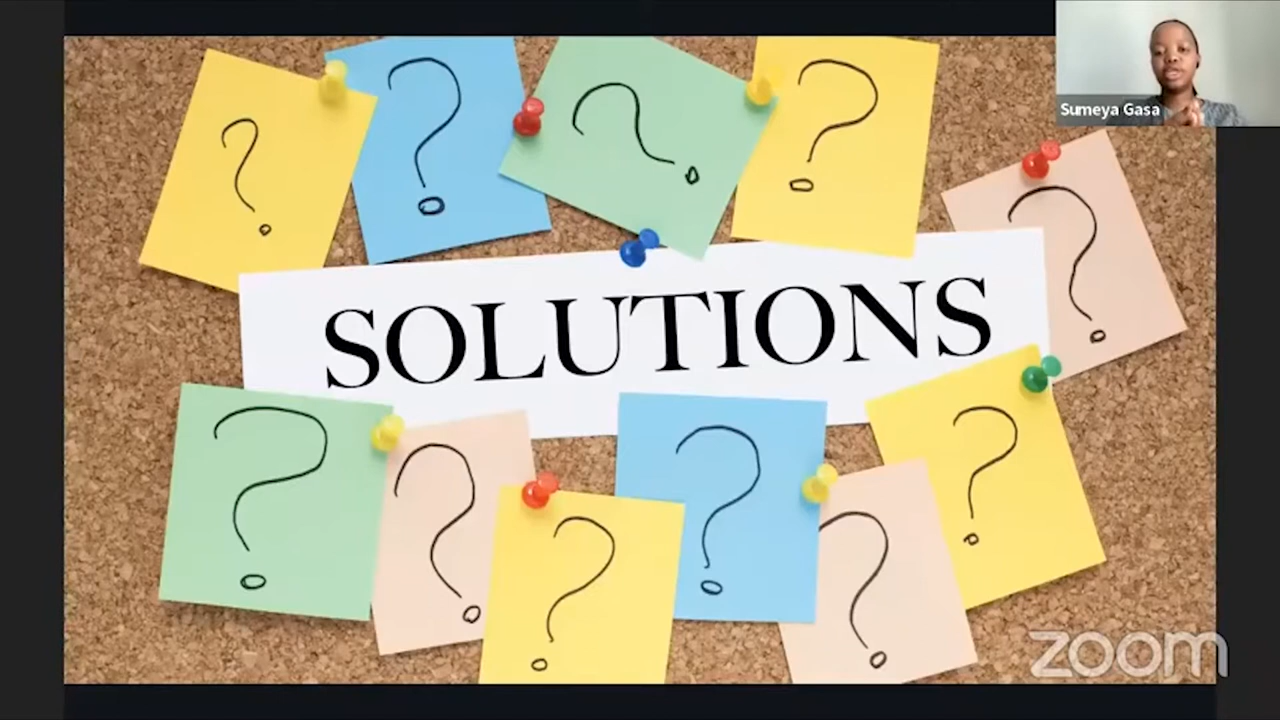 ? ? ? ?
Sumeya Gasa
?
SOLUTIONS
? ? ? ? ? ?
zoom